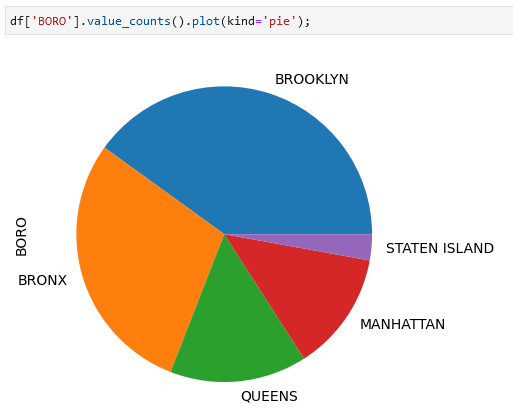 df['BORO'].value_counts().plot(kind='pie');
BROOKLYN
BORO
STATEN ISLAND
BRONX
MANHATTAN
QUEENS